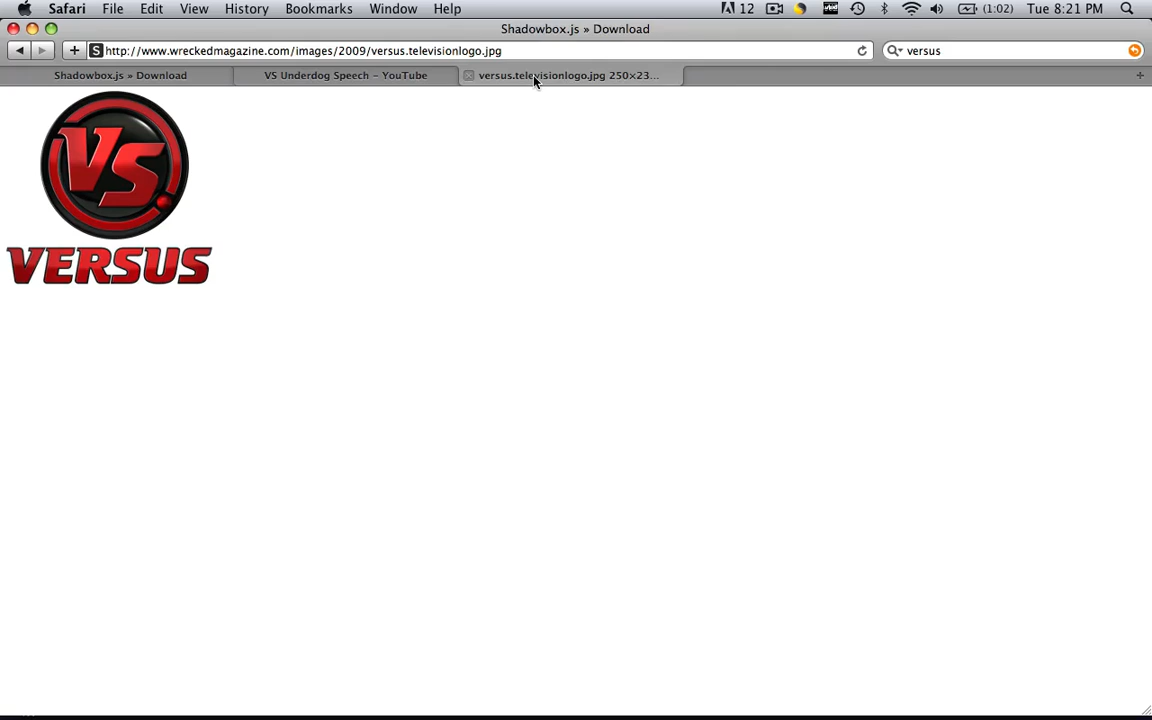 Safari File Edit View History Bookmarks Window Help 12 (1:02) Tue 8:21 PM
Shadowbox.js » Download
S http://www.wreckedmagazine.com/images/2009/versus.televisionlogo.jpg versus
Shadowbox.js » Download VS Underdog Speech – YouTube versus.televisionlogo.jpg 250×23...
VS.
VERSUS